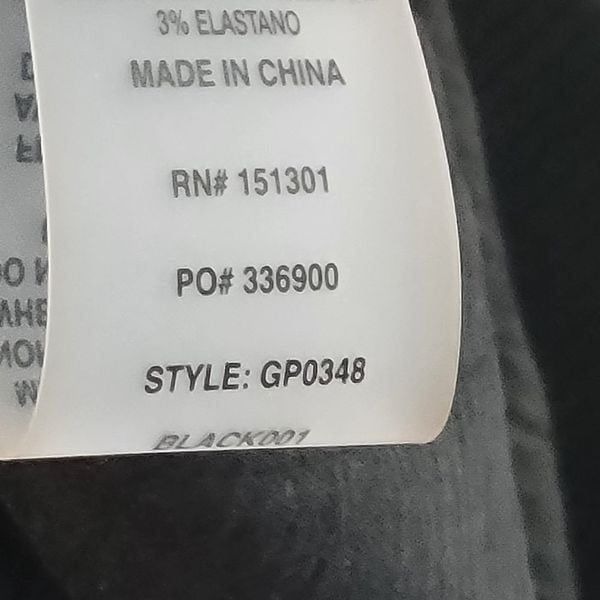 3% ELASTANO
MADE IN CHINA
RN# 151301
PO# 336900
STYLE: GP0348
BLACK001